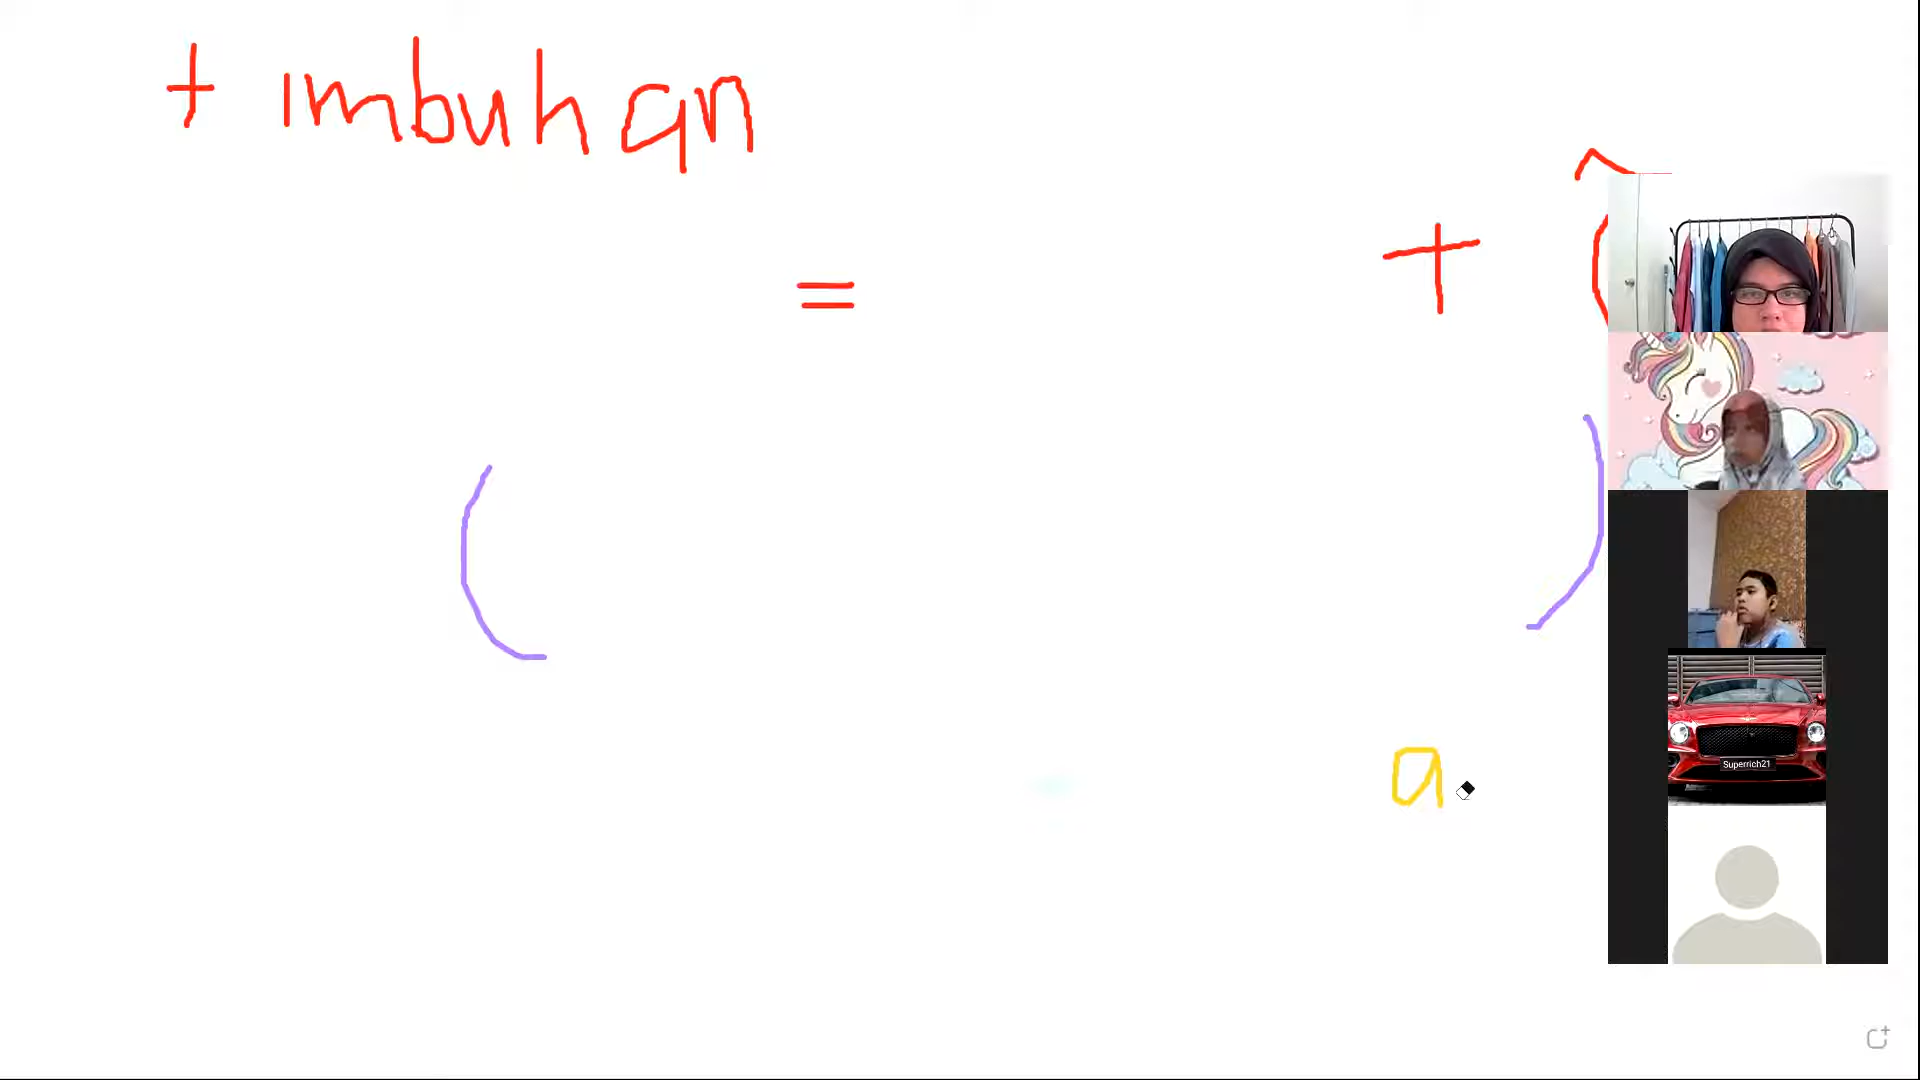 + imbuhan
= + (
( )
a
Superrich21